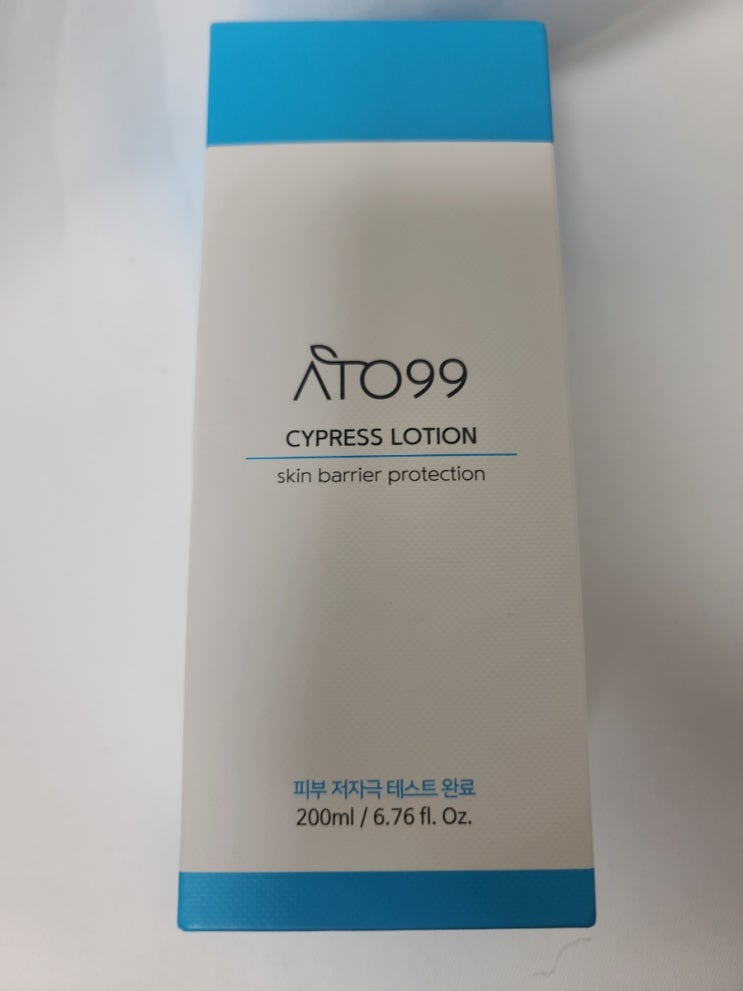 ATO99
CYPRESS LOTION
skin barrier protection
피부 저자극 테스트 완료
200ml / 6.76 fl. Oz.